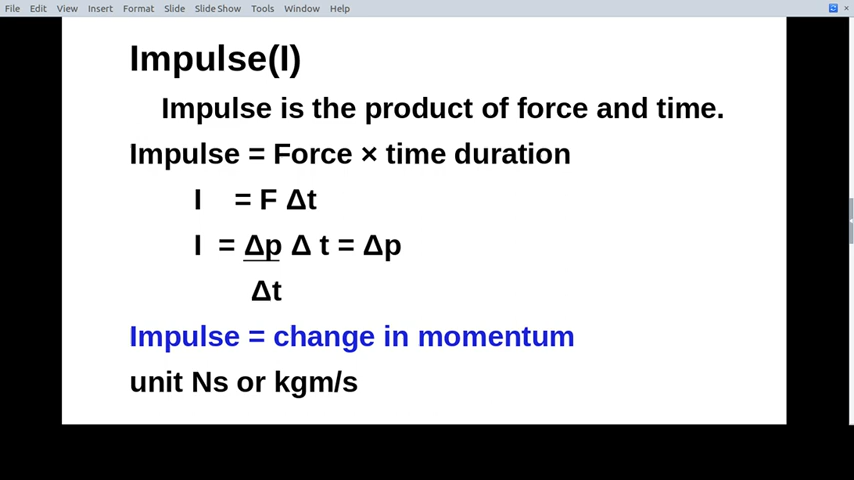 File Edit View Insert Format Slide Slide Show Tools Window Help
Impulse(I)
Impulse is the product of force and time.
Impulse = Force × time duration
I = F Δt
I = Δp Δ t = Δp
Δt
Impulse = change in momentum
unit Ns or kgm/s